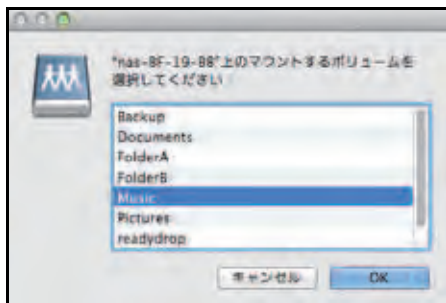 "nas-8F-19-88"上のマウントするボリュームを
選択してください
Backup
Documents
FolderA
FolderB
Music
Pictures
readydrop
キャンセル
OK